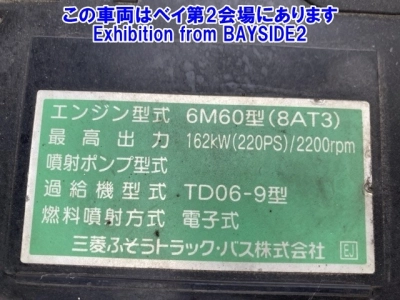 この車両はベイ第2会場にあります
Exhibition from BAYSIDE2
エンジン型式 6M60型(8AT3)
最高出力 162kW(220PS)/2200rpm
噴射ポンプ型式
過給機型式 TD06-9型
燃料噴射方式 電子式
三菱ふそうトラック・バス株式会社 EJ